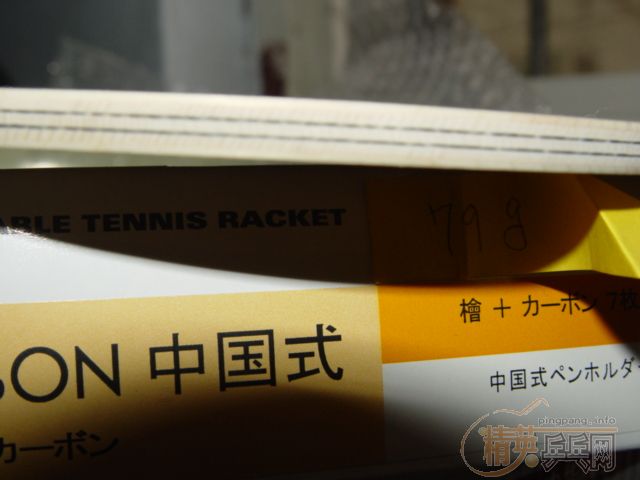 ABLE TENNIS RACKET
79g
檜 + カーボン 7枚
BON 中国式
中国式ペンホルダー
カーボン
pingpang.info
精英乒乓网